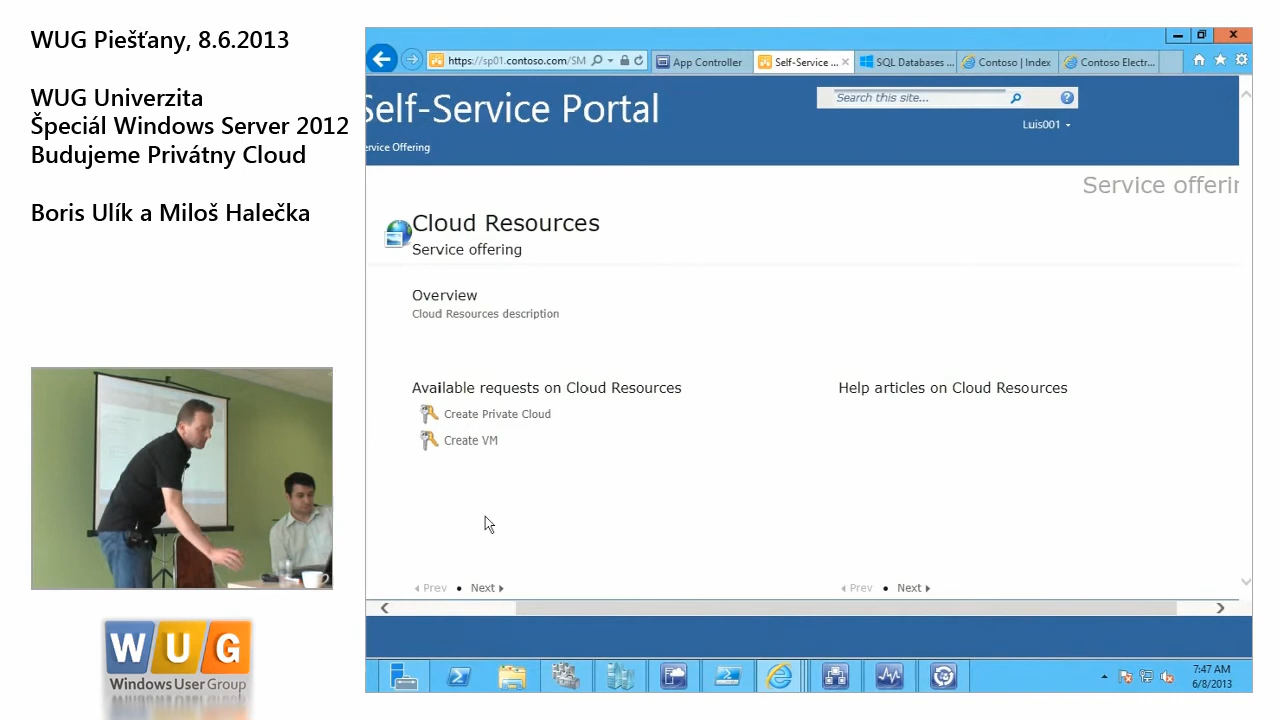 WUG Piešťany, 8.6.2013
WUG Univerzita
Špeciál Windows Server 2012
Budujeme Privátny Cloud
Boris Ulík a Miloš Halečka
https://sp01.contoso.com/SM
App Controller
Self-Service ...
SQL Databases ...
Contoso | Index
Contoso Electr...
Self-Service Portal
Search this site...
Luis001
ervice Offering
Service offerin
Cloud Resources
Service offering
Overview
Cloud Resources description
Available requests on Cloud Resources
Help articles on Cloud Resources
Create Private Cloud
Create VM
Prev • Next
Prev • Next
WUG
Windows User Group
7:47 AM
6/8/2013